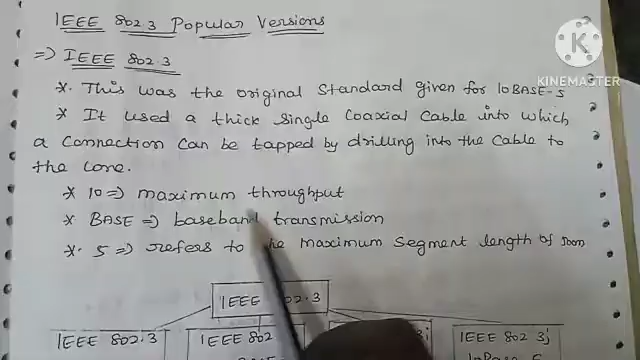 IEEE 802.3 Popular Versions
KINEMASTER
=> IEEE 802.3
* This was the original Standard given for 10BASE-5
* It used a thick single Coaxial Cable into which
a Connection Can be tapped by drilling into the Cable to
the Core.
* 10 => maximum throughput
* BASE => baseband transmission
* 5 => refers to the maximum Segment length of 500m
IEEE 802.3
IEEE 802.3 IEEE 802 IEEE 802 3j